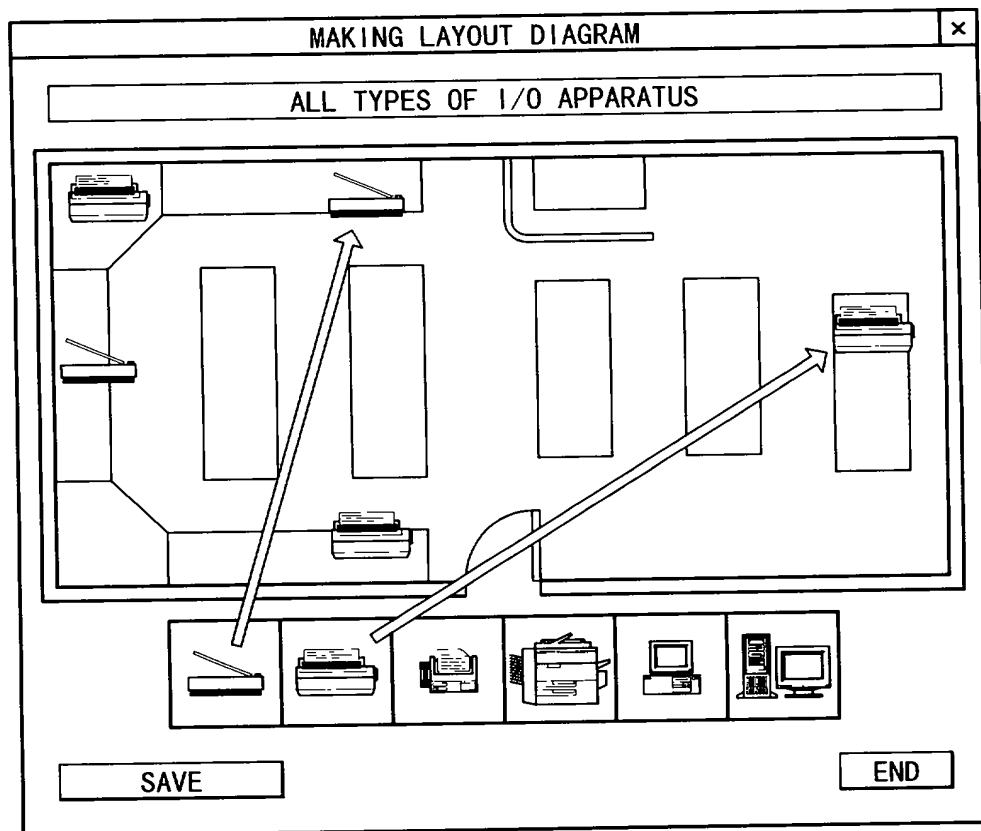 MAKING LAYOUT DIAGRAM ×
ALL TYPES OF I/O APPARATUS
SAVE
END